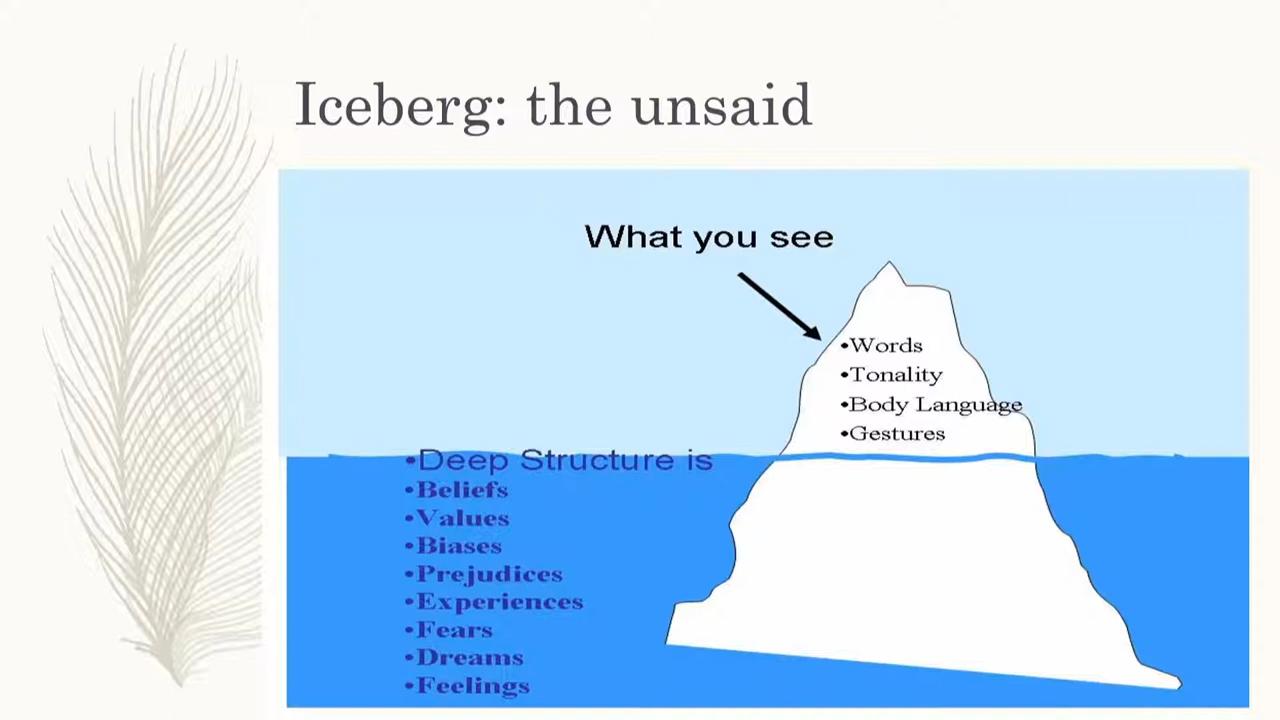 Iceberg: the unsaid
What you see
•Words
•Tonality
•Body Language
•Gestures
•Deep Structure is
•Beliefs
•Values
•Biases
•Prejudices
•Experiences
•Fears
•Dreams
•Feelings